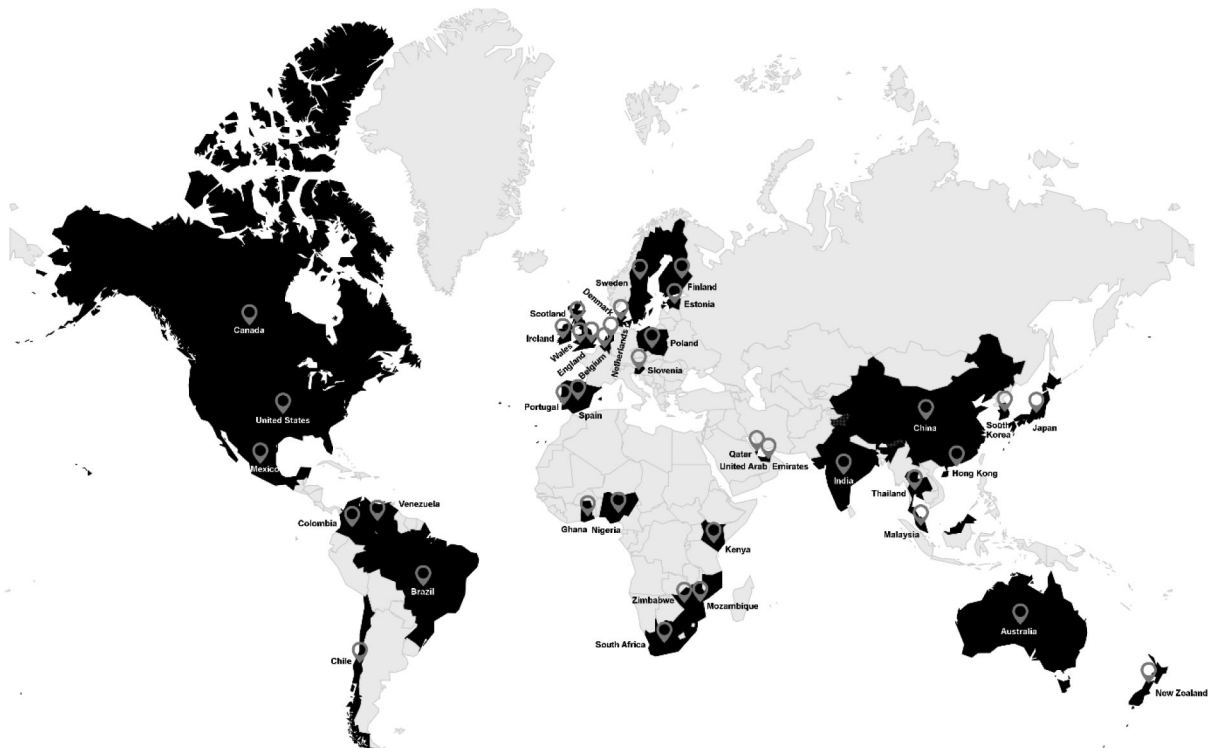 Canada
United States
Mexico
Venezuela
Colombia
Brazil
Chile
Sweden
Finland
Estonia
Denmark
Scotland
Ireland
Wales
England
Belgium
Netherlands
Poland
Slovenia
Portugal
Spain
Ghana
Nigeria
Kenya
Zimbabwe
Mozambique
South Africa
Qatar
United Arab Emirates
India
China
South
Korea
Japan
Hong Kong
Thailand
Malaysia
Australia
New Zealand